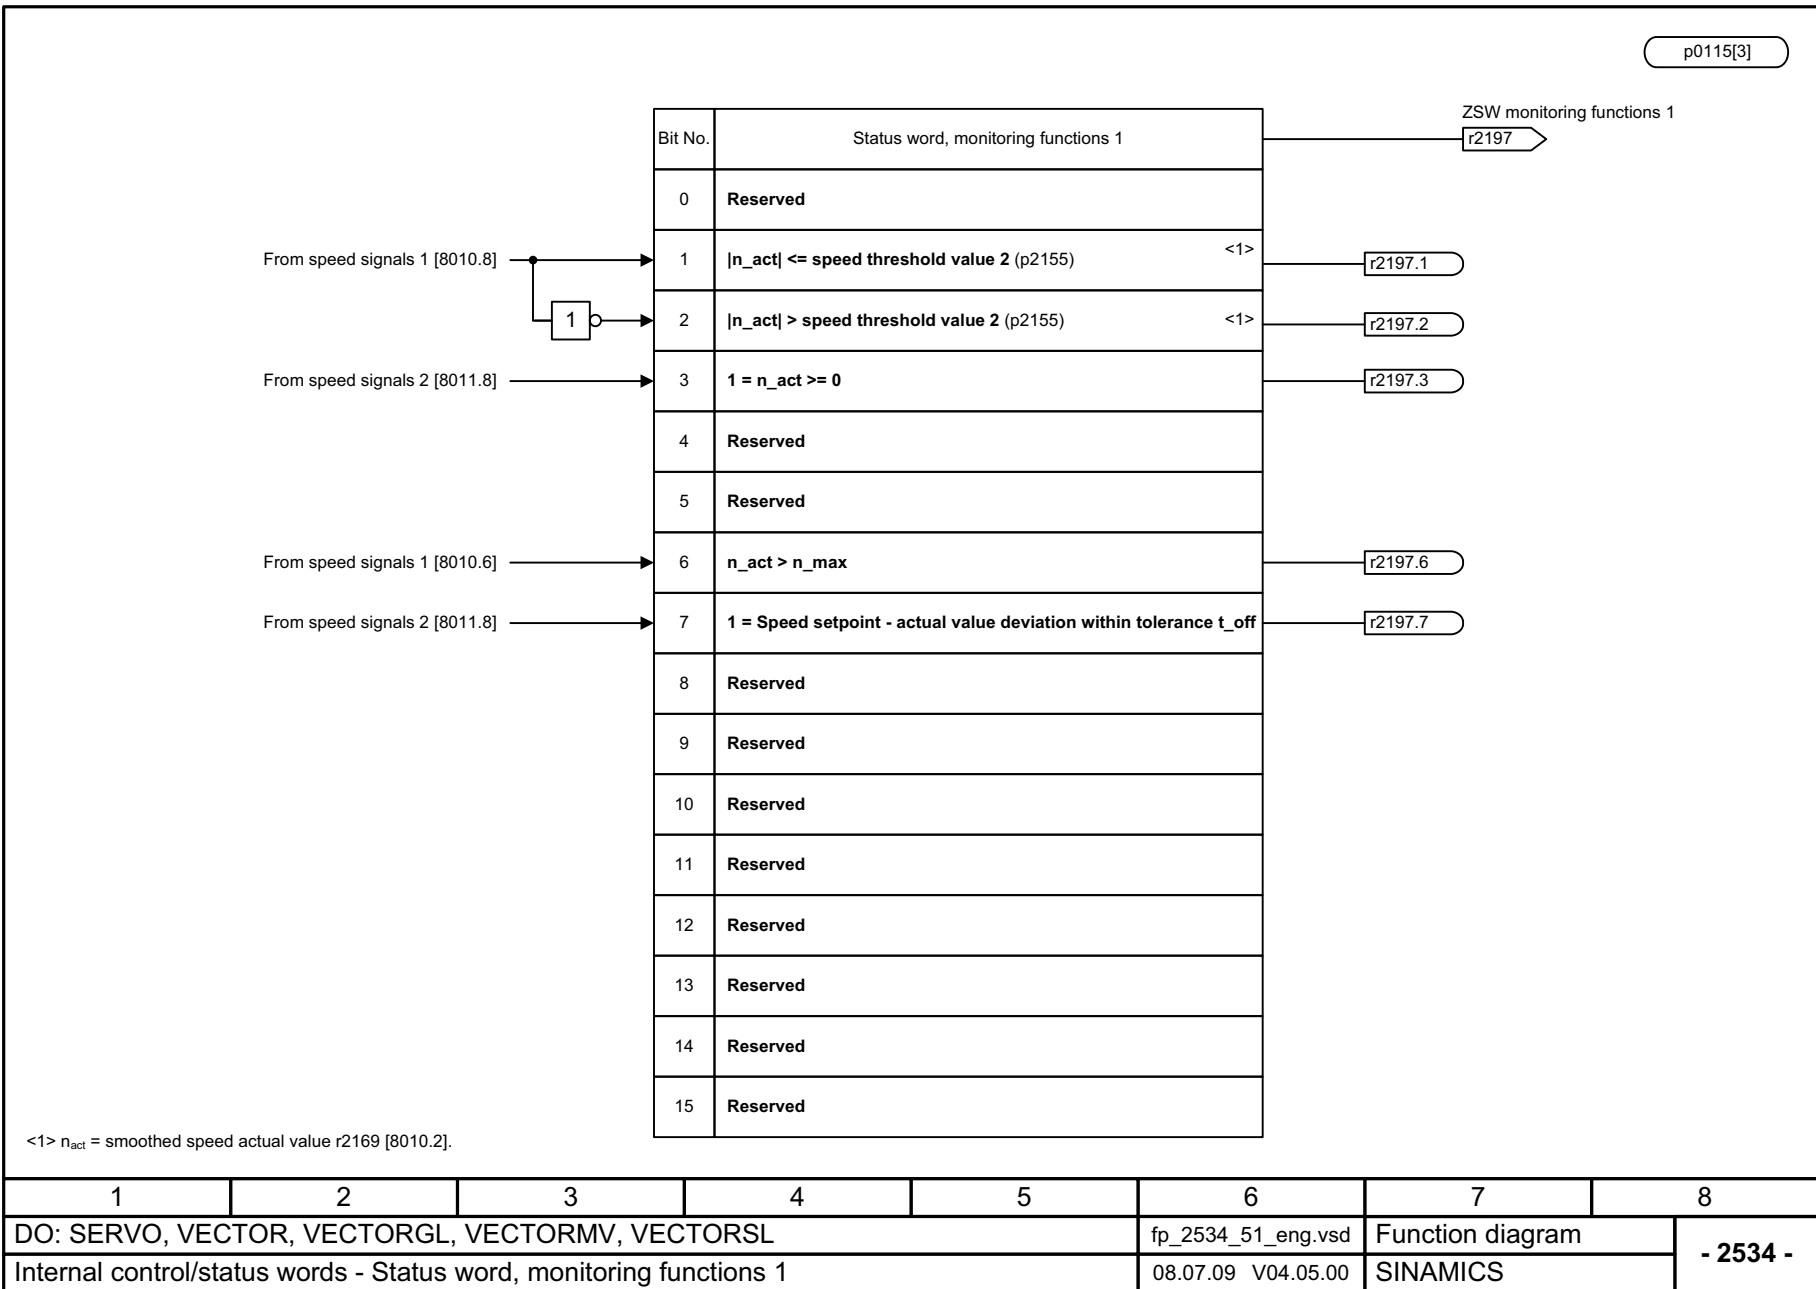 p0115[3]
ZSW monitoring functions 1
Bit No. Status word, monitoring functions 1 r2197
0 Reserved
From speed signals 1 [8010.8] 1 |n_act| <= speed threshold value 2 (p2155) <1> r2197.1
1 2 |n_act| > speed threshold value 2 (p2155) <1> r2197.2
From speed signals 2 [8011.8] 3 1 = n_act >= 0 r2197.3
4 Reserved
5 Reserved
From speed signals 1 [8010.6] 6 n_act > n_max r2197.6
From speed signals 2 [8011.8] 7 1 = Speed setpoint - actual value deviation within tolerance t_off r2197.7
8 Reserved
9 Reserved
10 Reserved
11 Reserved
12 Reserved
13 Reserved
14 Reserved
15 Reserved
<1> nact = smoothed speed actual value r2169 [8010.2].
1 2 3 4 5 6 7 8
DO: SERVO, VECTOR, VECTORGL, VECTORMV, VECTORSL fp_2534_51_eng.vsd Function diagram
- 2534 -
Internal control/status words - Status word, monitoring functions 1 08.07.09 V04.05.00 SINAMICS